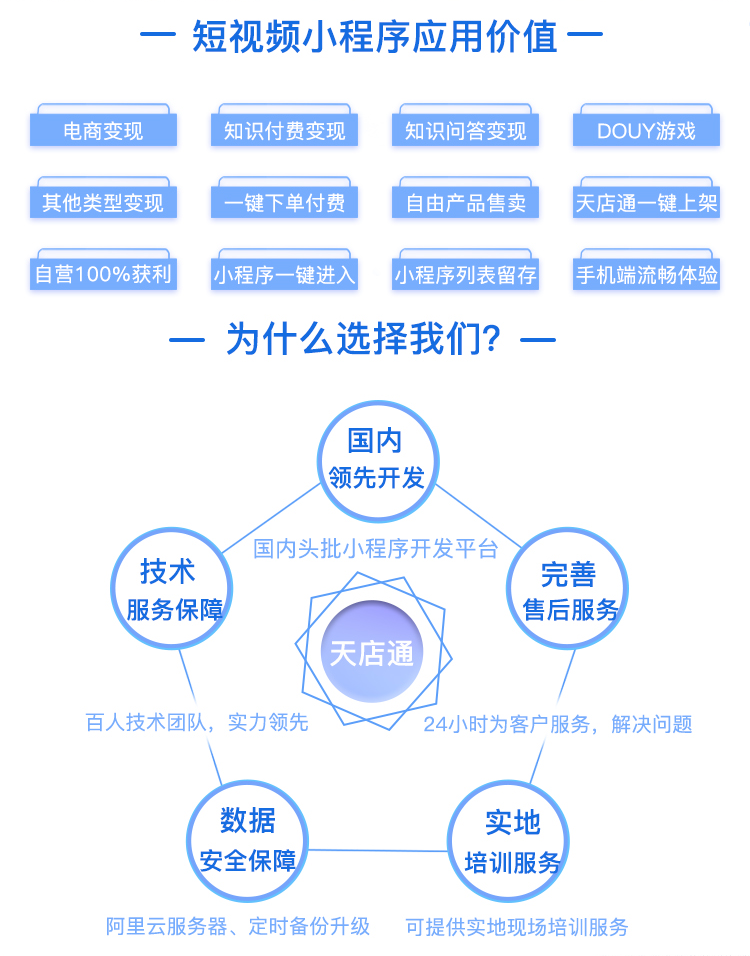 短视频小程序应用价值
电商变现
知识付费变现
知识问答变现
DOUY游戏
其他类型变现
一键下单付费
自由产品售卖
天店通一键上架
自营100%获利
小程序一键进入
小程序列表留存
手机端流畅体验
为什么选择我们?
国内
领先开发
国内头批小程序开发平台
技术
服务保障
完善
售后服务
天店通
百人技术团队，实力领先
24小时为客户服务，解决问题
数据
安全保障
实地
培训服务
阿里云服务器、定时备份升级
可提供实地现场培训服务